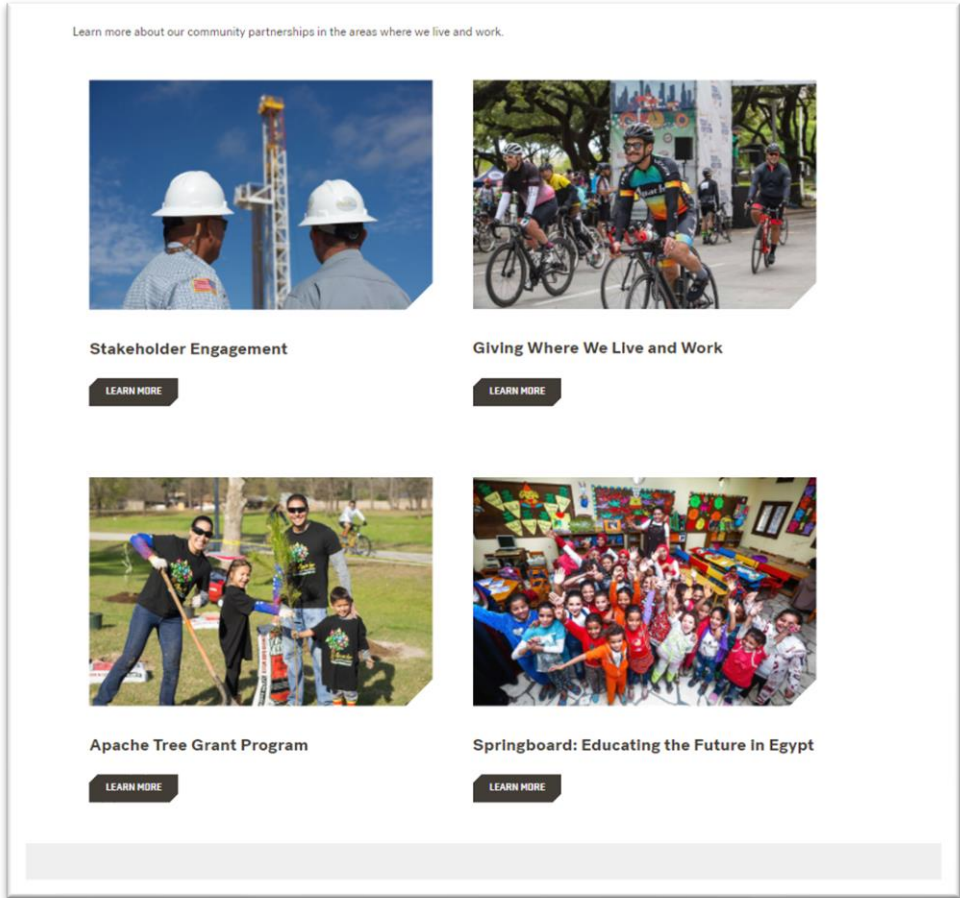 Learn more about our community partnerships in the areas where we live and work.
Stakeholder Engagement
Giving Where We Live and Work
LEARN MORE
LEARN MORE
Apache Tree Grant Program
Springboard: Educating the Future in Egypt
LEARN MORE
LEARN MORE